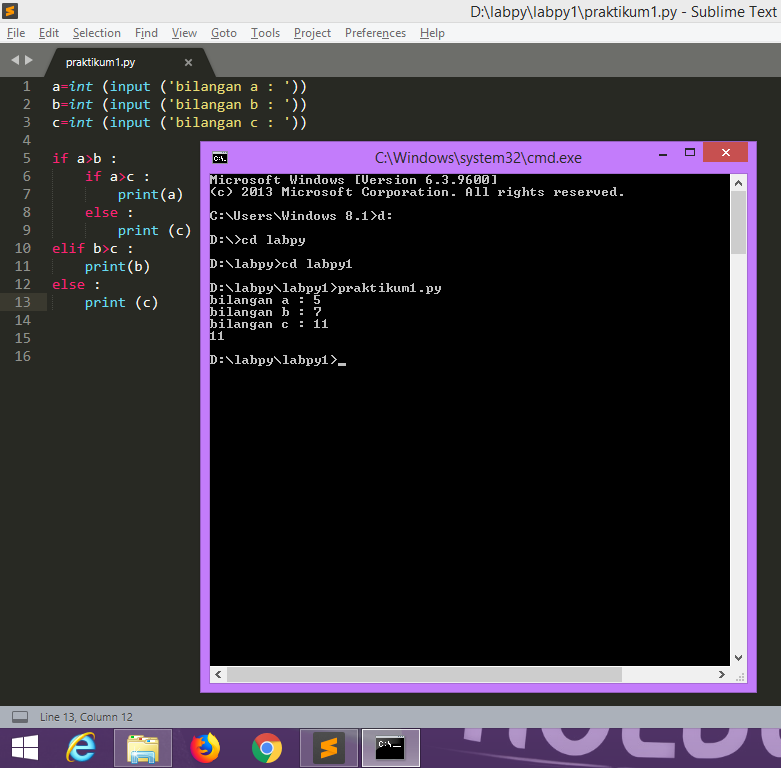 D:\labpy\labpy1\praktikum1.py - Sublime Text
File Edit Selection Find View Goto Tools Project Preferences Help
praktikum1.py
1 a=int (input ('bilangan a : '))
2 b=int (input ('bilangan b : '))
3 c=int (input ('bilangan c : '))
4
5 if a>b :
6 if a>c :
7 print(a)
8 else :
9 print (c)
10 elif b>c :
11 print(b)
12 else :
13 print (c)
14
15
16
C:\Windows\system32\cmd.exe
Microsoft Windows [Version 6.3.9600]
(c) 2013 Microsoft Corporation. All rights reserved.
C:\Users\Windows 8.1>d:
D:\>cd labpy
D:\labpy>cd labpy1
D:\labpy\labpy1>praktikum1.py
bilangan a : 5
bilangan b : 7
bilangan c : 11
11
D:\labpy\labpy1>_
Line 13, Column 12